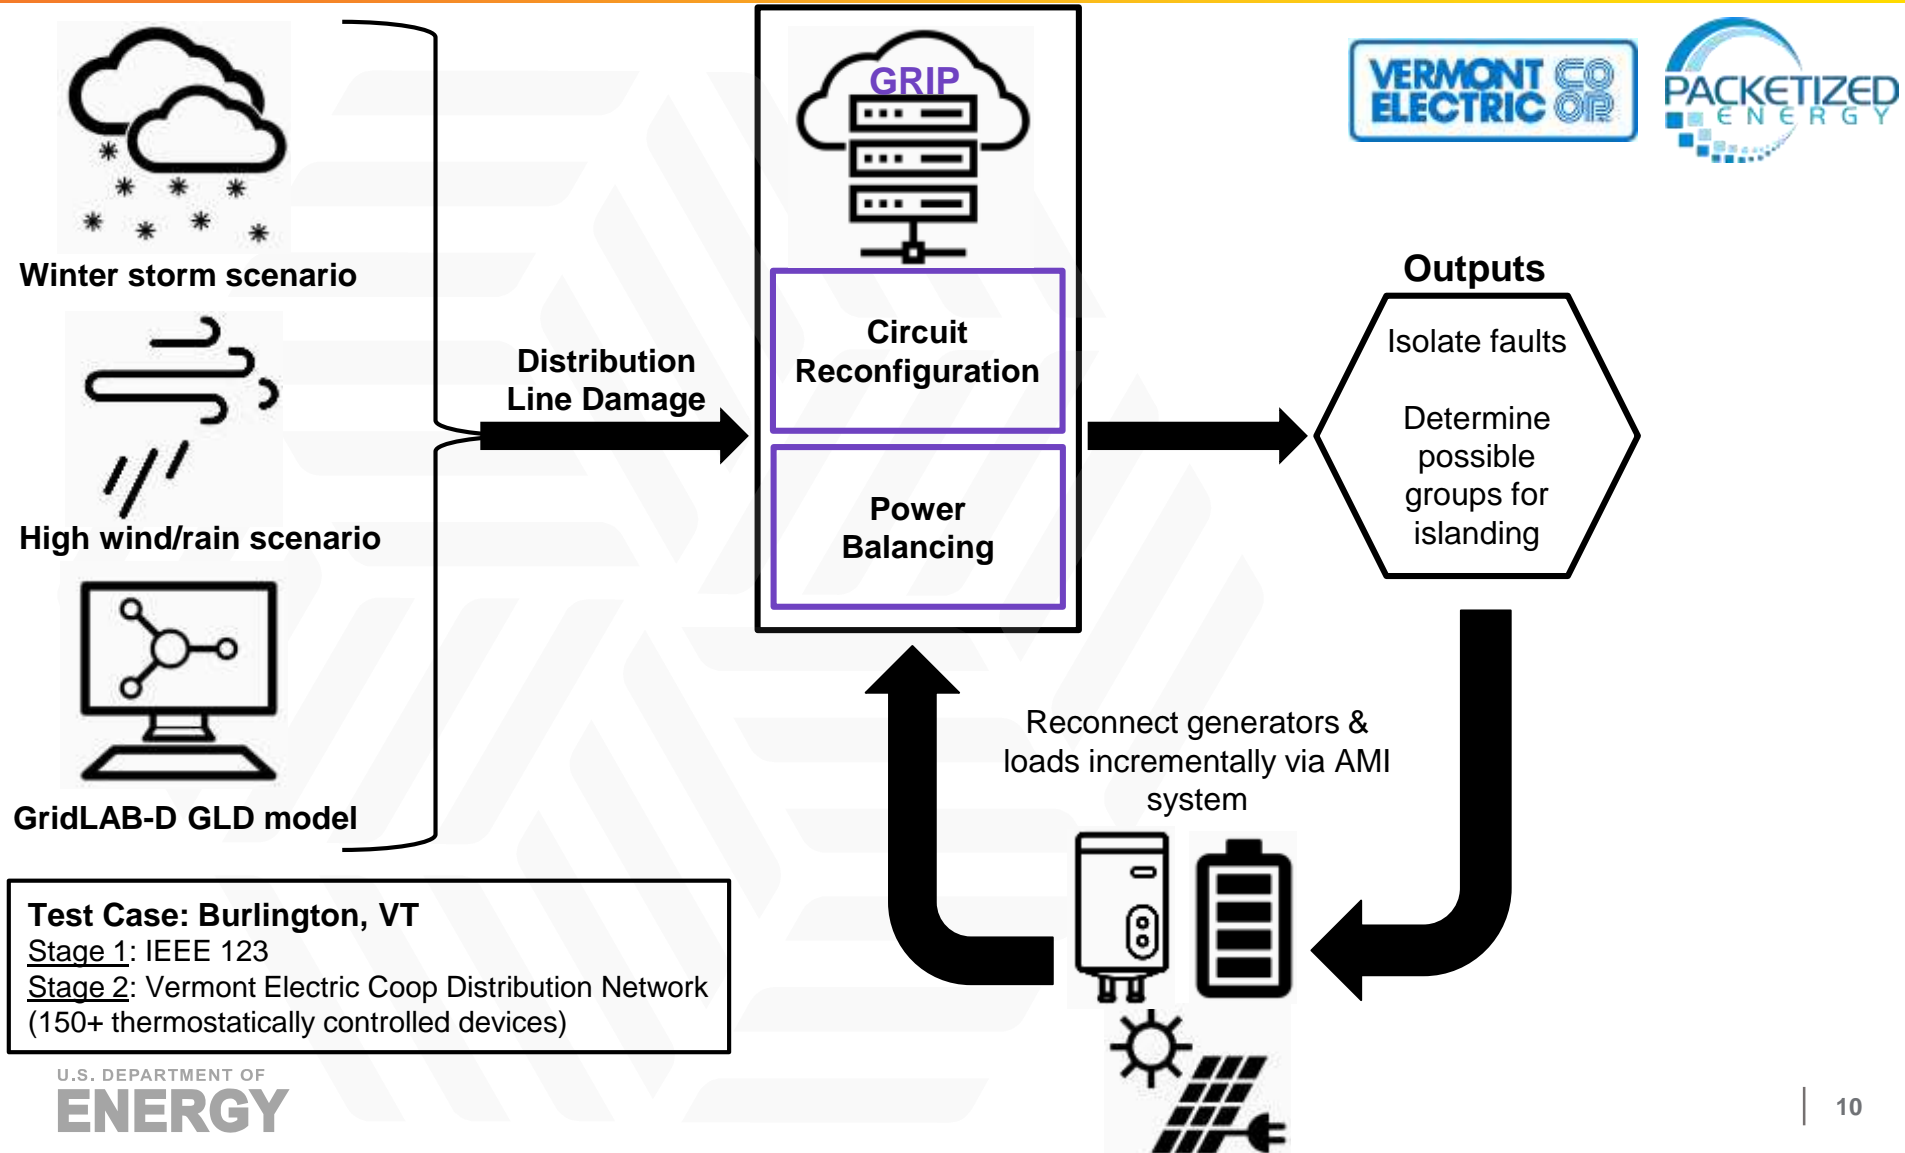 GRIP
VERMONT CO
ELECTRIC OP
PACKETIZED
ENERGY
Winter storm scenario
High wind/rain scenario
GridLAB-D GLD model
Distribution
Line Damage
Circuit
Reconfiguration
Power
Balancing
Outputs
Isolate faults
Determine
possible
groups for
islanding
Reconnect generators &
loads incrementally via AMI
system
Test Case: Burlington, VT
Stage 1: IEEE 123
Stage 2: Vermont Electric Coop Distribution Network
(150+ thermostatically controlled devices)
U.S. DEPARTMENT OF
ENERGY
10